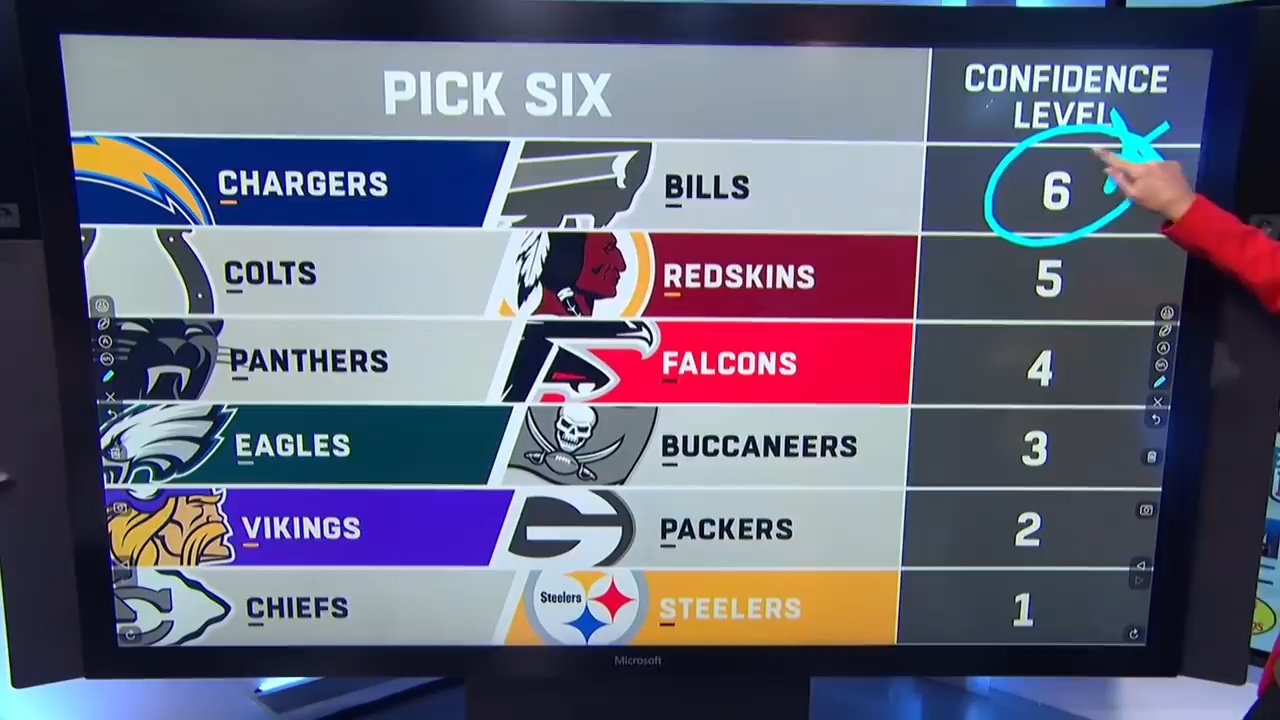 PICK SIX
CONFIDENCE
LEVEL
CHARGERS BILLS 6
COLTS REDSKINS 5
PANTHERS FALCONS 4
EAGLES BUCCANEERS 3
VIKINGS PACKERS 2
CHIEFS Steelers STEELERS 1
Microsoft